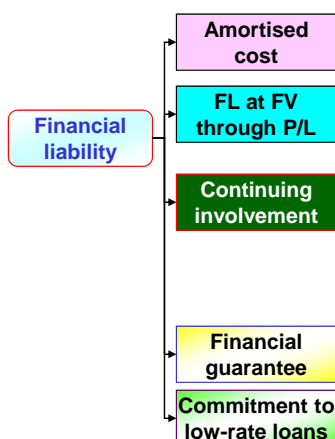 Amortised
cost
FL at FV
through P/L
Financial
liability
Continuing
involvement
Financial
guarantee
Commitment to
low-rate loans